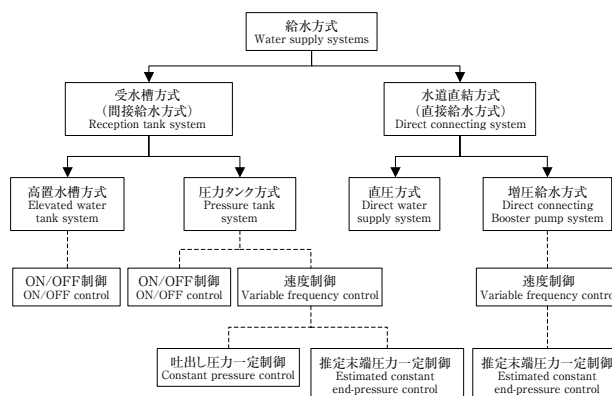 給水方式
Water supply systems
受水槽方式
(間接給水方式)
Reception tank system
水道直結方式
(直接給水方式)
Direct connecting system
高置水槽方式
Elevated water
tank system
圧力タンク方式
Pressure tank
system
直圧方式
Direct water
supply system
増圧給水方式
Direct connecting
Booster pump system
ON/OFF制御
ON/OFF control
ON/OFF制御
ON/OFF control
速度制御
Variable frequency control
速度制御
Variable frequency control
吐出し圧力一定制御
Constant pressure control
推定末端圧力一定制御
Estimated constant
end-pressure control
推定末端圧力一定制御
Estimated constant
end-pressure control